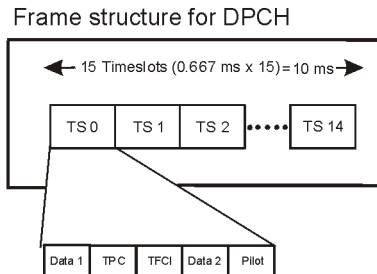 Frame structure for DPCH
15 Timeslots (0.667 ms x 15) = 10 ms
TS 0 TS 1 TS 2 TS 14
Data 1 TPC TFCI Data 2 Pilot